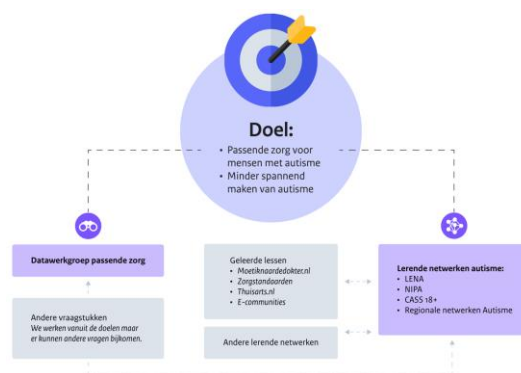 Doel:
• Passende zorg voor
mensen met autisme
• Minder spannend
maken van autisme
Datawerkgroep passende zorg
Andere vraagstukken
We werken vanuit de doelen maar
er kunnen andere vragen bijkomen.
Geleerde lessen
• Moetiknaardedokter.nl
• Zorgstandaarden
• Thuisarts.nl
• E-communities
Andere lerende netwerken
Lerende netwerken autisme:
• LENA
• NIPA
• CASS 18+
• Regionale netwerken Autisme